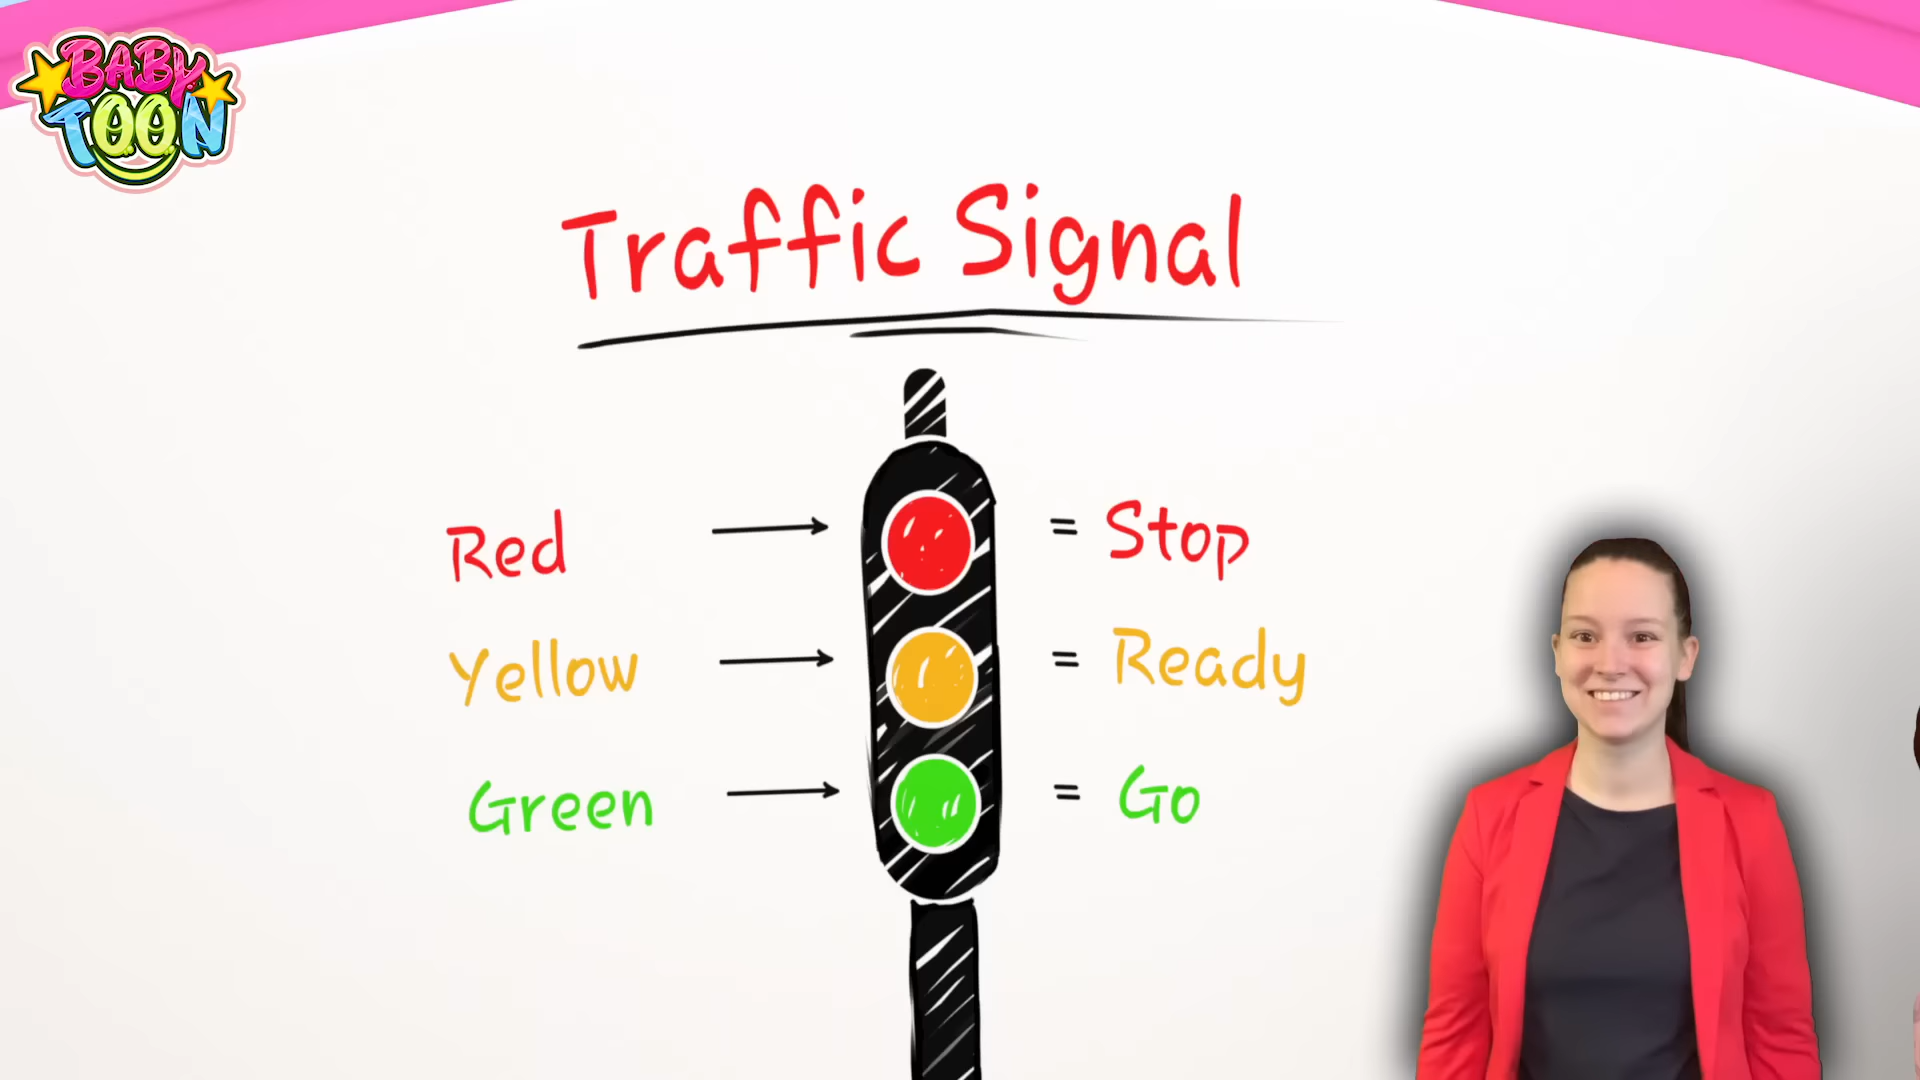 BABY
TOON
Traffic Signal
Red → = Stop
Yellow → = Ready
Green → = Go